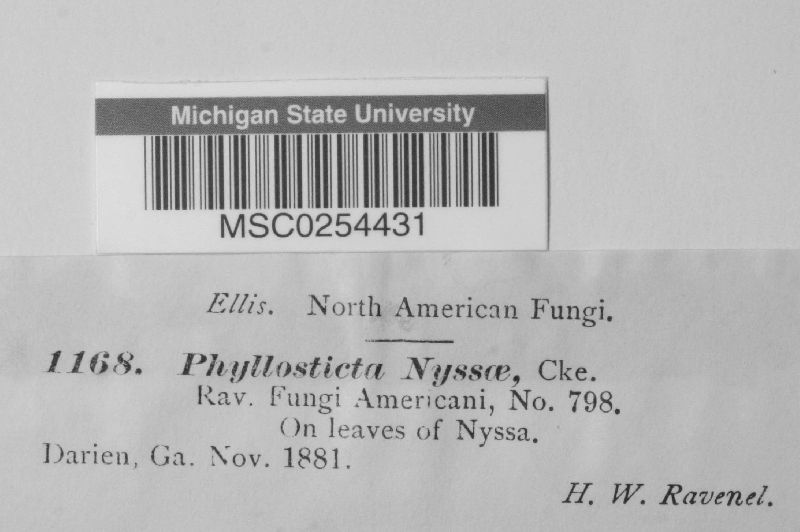 Michigan State University
MSC0254431
Ellis. North American Fungi.
1168. Phyllosticta Nyssæ, Cke.
Rav. Fungi Americani, No. 798.
On leaves of Nyssa.
Darien, Ga. Nov. 1881.
H. W. Ravenel.